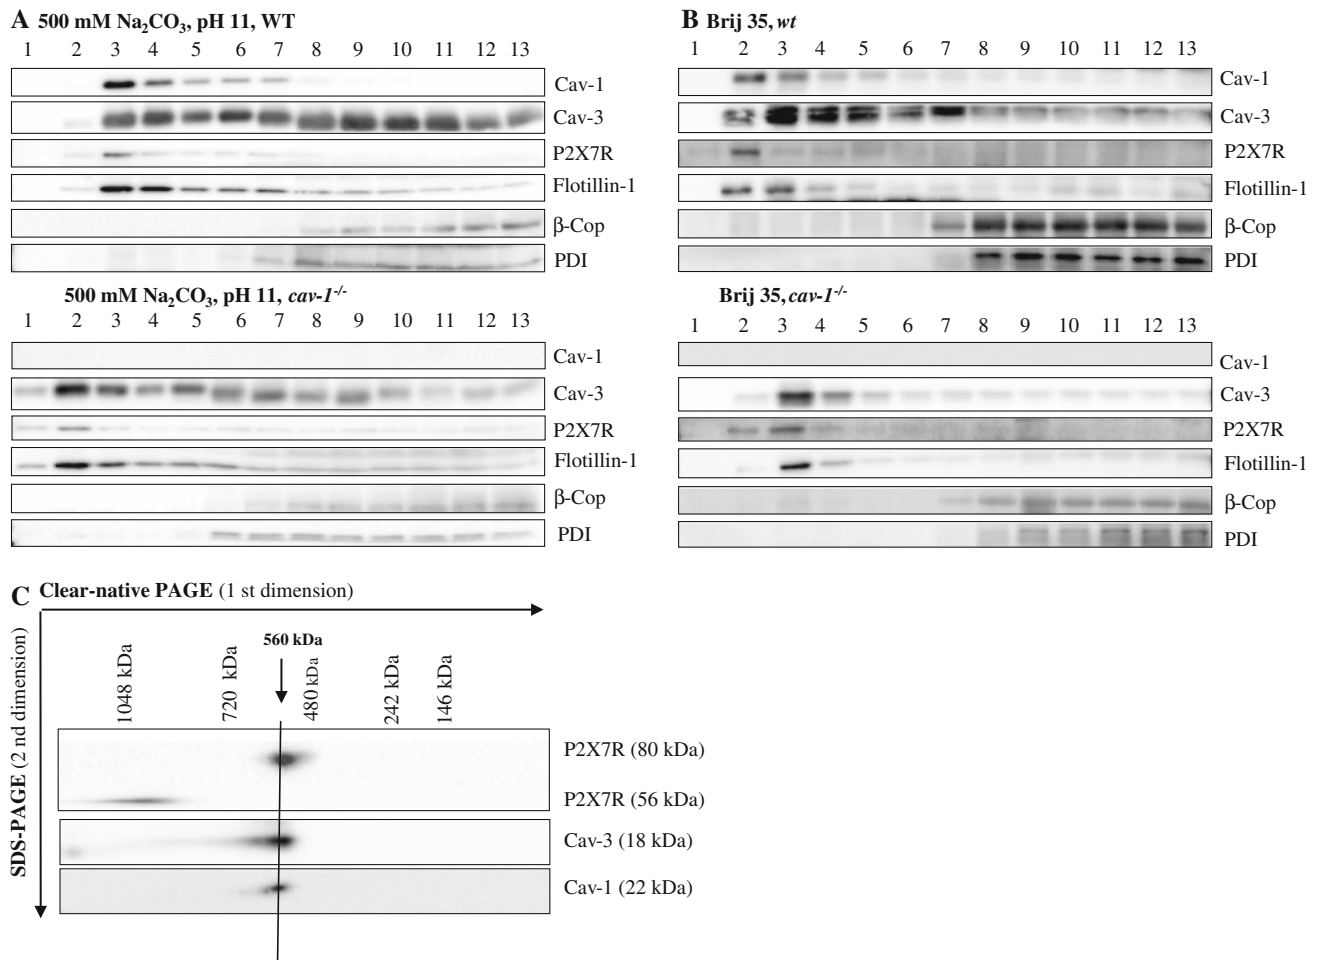 A 500 mM Na₂CO₃, pH 11, WT
1 2 3 4 5 6 7 8 9 10 11 12 13
Cav-1
Cav-3
P2X7R
Flotillin-1
β-Cop
PDI
500 mM Na₂CO₃, pH 11, cav-1⁻/⁻
1 2 3 4 5 6 7 8 9 10 11 12 13
Cav-1
Cav-3
P2X7R
Flotillin-1
β-Cop
PDI
B Brij 35, wt
1 2 3 4 5 6 7 8 9 10 11 12 13
Cav-1
Cav-3
P2X7R
Flotillin-1
β-Cop
PDI
Brij 35, cav-1⁻/⁻
1 2 3 4 5 6 7 8 9 10 11 12 13
Cav-1
Cav-3
P2X7R
Flotillin-1
β-Cop
PDI
C Clear-native PAGE (1 st dimension)
SDS-PAGE (2 nd dimension)
1048 kDa
720 kDa
560 kDa
480 kDa
242 kDa
146 kDa
P2X7R (80 kDa)
P2X7R (56 kDa)
Cav-3 (18 kDa)
Cav-1 (22 kDa)